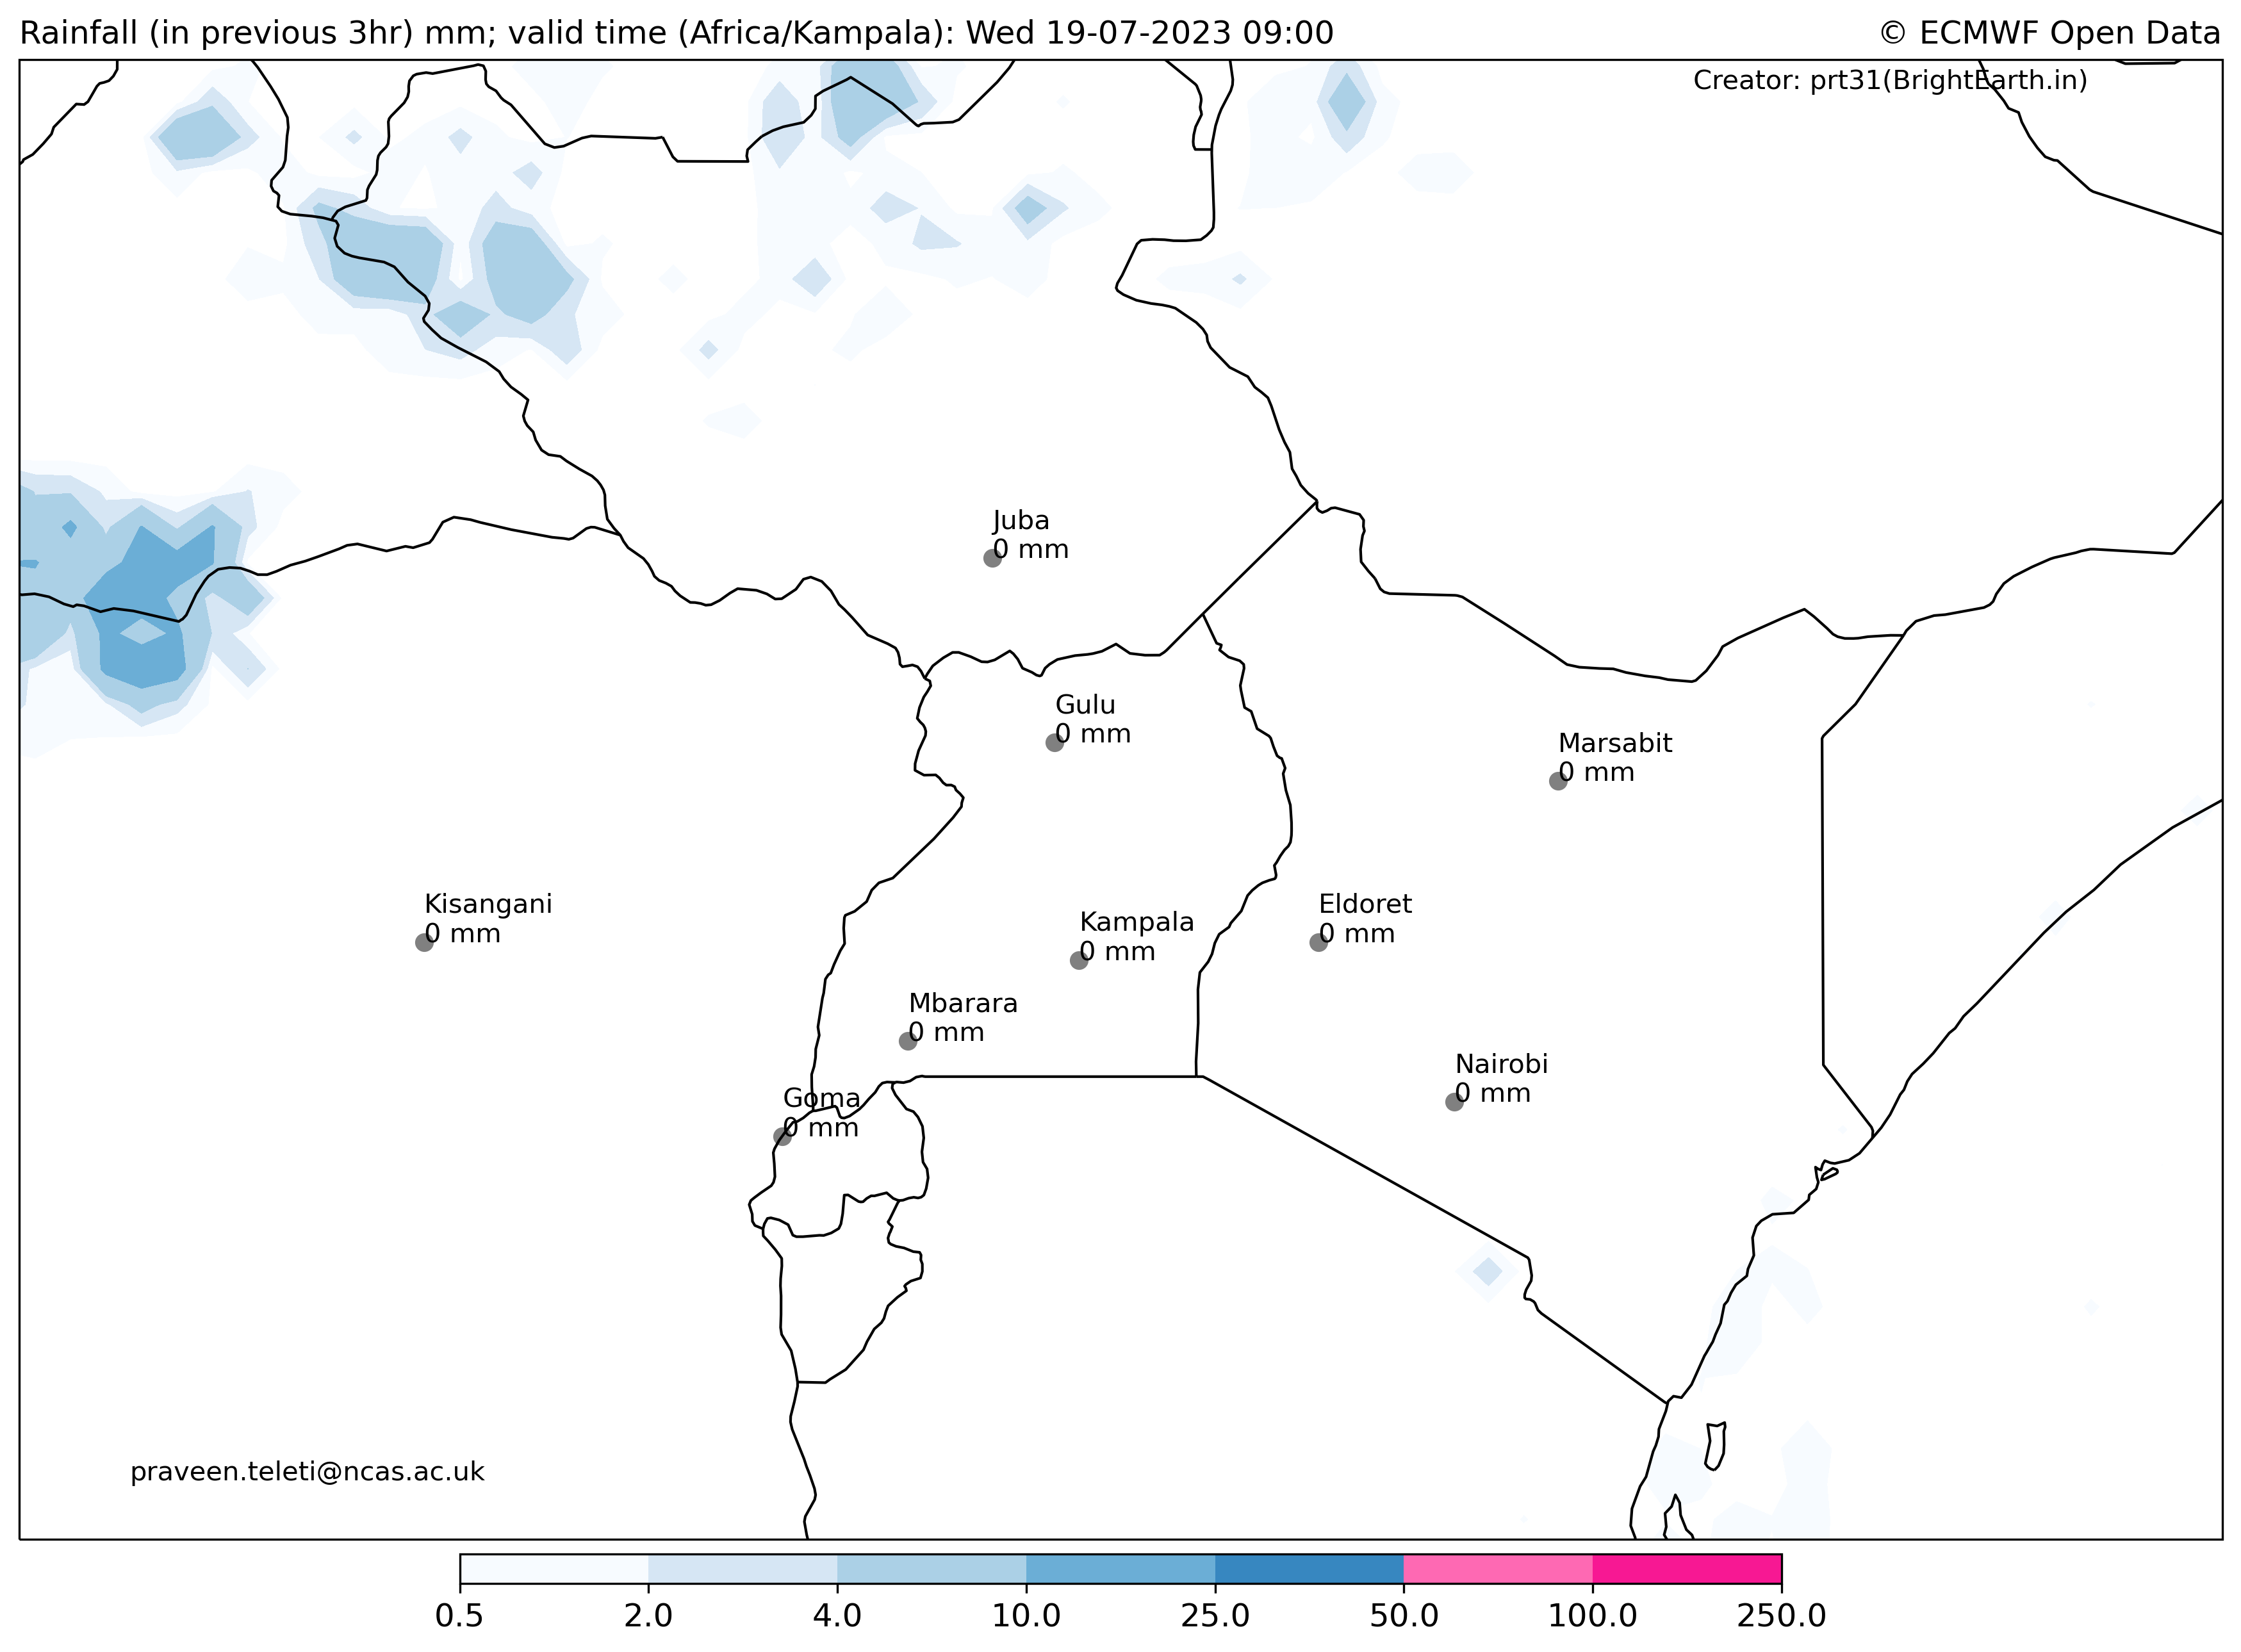 Rainfall (in previous 3hr) mm; valid time (Africa/Kampala): Wed 19-07-2023 09:00
© ECMWF Open Data
Creator: prt31(BrightEarth.in)
Juba
0 mm
Gulu
0 mm
Marsabit
0 mm
Kisangani
0 mm
Eldoret
0 mm
Kampala
0 mm
Mbarara
0 mm
Nairobi
0 mm
Goma
0 mm
praveen.teleti@ncas.ac.uk
0.5 2.0 4.0 10.0 25.0 50.0 100.0 250.0